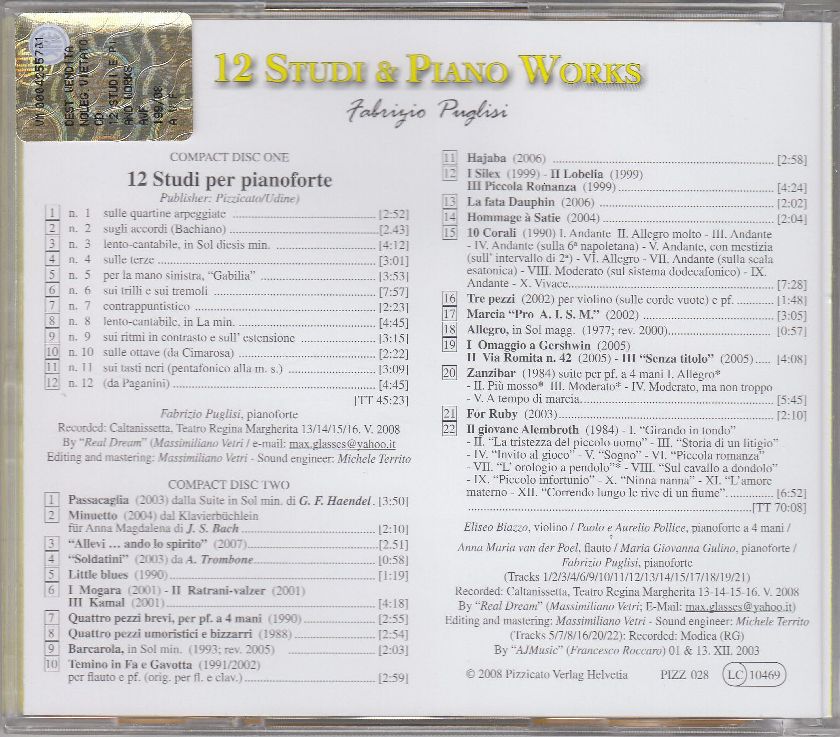 VM 00042557 31
DEST. VENDITA
NOLEG. VIETATO
CD
12 STUDI E PI
ANO WORKS
AVF
199/08
A.V.F.
12 STUDI & PIANO WORKS
Fabrizio Puglisi
COMPACT DISC ONE
12 Studi per pianoforte
Publisher: Pizzicato/Udine)
1 n. 1 sulle quartine arpeggiate [2:52]
2 n. 2 sugli accordi (Bachiano) [2.43]
3 n. 3 lento-cantabile, in Sol diesis min. [4:12]
4 n. 4 sulle terze [3:01]
5 n. 5 per la mano sinistra, “Gabilia” [3:53]
6 n. 6 sui trilli e sui tremoli [7:57]
7 n. 7 contrappuntistico [2:23]
8 n. 8 lento-cantabile, in La min. [4:45]
9 n. 9 sui ritmi in contrasto e sull' estensione [3:15]
10 n. 10 sulle ottave (da Cimarosa) [2:22]
11 n. 11 sui tasti neri (pentafonico alla m. s.) [3:09]
12 n. 12 (da Paganini) [4:45]
[TT 45:23]
Fabrizio Puglisi, pianoforte
Recorded: Caltanissetta, Teatro Regina Margherita 13/14/15/16. V. 2008
By “Real Dream” (Massimiliano Vetri / e-mail: max.glasses@yahoo.it
Editing and mastering: Massimiliano Vetri - Sound engineer: Michele Territo
COMPACT DISC TWO
1 Passacaglia (2003) dalla Suite in Sol min. di G. F. Haendel. [3:50]
2 Minuetto (2004) dal Klavierbüchlein
für Anna Magdalena di J. S. Bach [2:10]
3 “Allevi ... ando lo spirito” (2007) [2.51]
4 “Soldatini” (2003) da A. Trombone [0:58]
5 Little blues (1990) [1:19]
6 I Mogara (2001) - II Ratrani-valzer (2001)
III Kamal (2001) [4:18]
7 Quattro pezzi brevi, per pf. a 4 mani (1990) [2:55]
8 Quattro pezzi umoristici e bizzarri (1988) [2:54]
9 Barcarola, in Sol min. (1993; rev. 2005) [2:03]
10 Temino in Fa e Gavotta (1991/2002)
per flauto e pf. (orig. per fl. e clav.) [2:59]
11 Hajaba (2006) [2:58]
12 I Silex (1999) - II Lobelia (1999)
III Piccola Romanza (1999) [4:24]
13 La fata Dauphin (2006) [2:02]
14 Hommage à Satie (2004) [2:04]
15 10 Corali (1990) I. Andante II. Allegro molto - III. Andante
- IV. Andante (sulla 6ª napoletana) - V. Andante, con mestizia
(sull' intervallo di 2ª) - VI. Allegro - VII. Andante (sulla scala
esatonica) - VIII. Moderato (sul sistema dodecafonico) - IX.
Andante - X. Vivace [7:28]
16 Tre pezzi (2002) per violino (sulle corde vuote) e pf. [1:48]
17 Marcia “Pro A. I. S. M.” (2002) [3:05]
18 Allegro, in Sol magg. (1977; rev. 2000) [0:57]
19 I Omaggio a Gershwin (2005)
II Via Romita n. 42 (2005) - III “Senza titolo” (2005) [4:08]
20 Zanzibar (1984) suite per pf. a 4 mani I. Allegro*
- II. Più mosso* III. Moderato* - IV. Moderato, ma non troppo
- V. A tempo di marcia [5:45]
21 For Ruby (2003) [2:10]
22 Il giovane Alembroth (1984) - I. “Girando in tondo”
- II. “La tristezza del piccolo uomo” - III. “Storia di un litigio”
- IV. “Invito al gioco” - V. “Sogno” - VI. “Piccola romanza”
- VII. “L' orologio a pendolo”* - VIII. “Sul cavallo a dondolo”
- IX. “Piccolo infortunio” - X. “Ninna nanna” - XI. “L'amore
materno - XII. “Correndo lungo le rive di un fiume” [6:52]
[TT 70:08]
Eliseo Biazzo, violino / Paolo e Aurelio Pollice, pianoforte a 4 mani /
Anna Maria van der Poel, flauto / Maria Giovanna Gulino, pianoforte /
Fabrizio Puglisi, pianoforte
(Tracks 1/2/3/4/6/9/10/11/12/13/14/15/17/18/19/21)
Recorded: Caltanissetta, Teatro Regina Margherita 13-14-15-16. V. 2008
By “Real Dream” (Massimiliano Vetri; E-Mail: max.glasses@yahoo.it)
Editing and mastering: Massimiliano Vetri - Sound engineer: Michele Territo
(Tracks 5/7/8/16/20/22): Recorded: Modica (RG)
By “AJMusic” (Francesco Roccaro) 01 & 13. XII. 2003
© 2008 Pizzicato Verlag Helvetia PIZZ 028 LC 10469